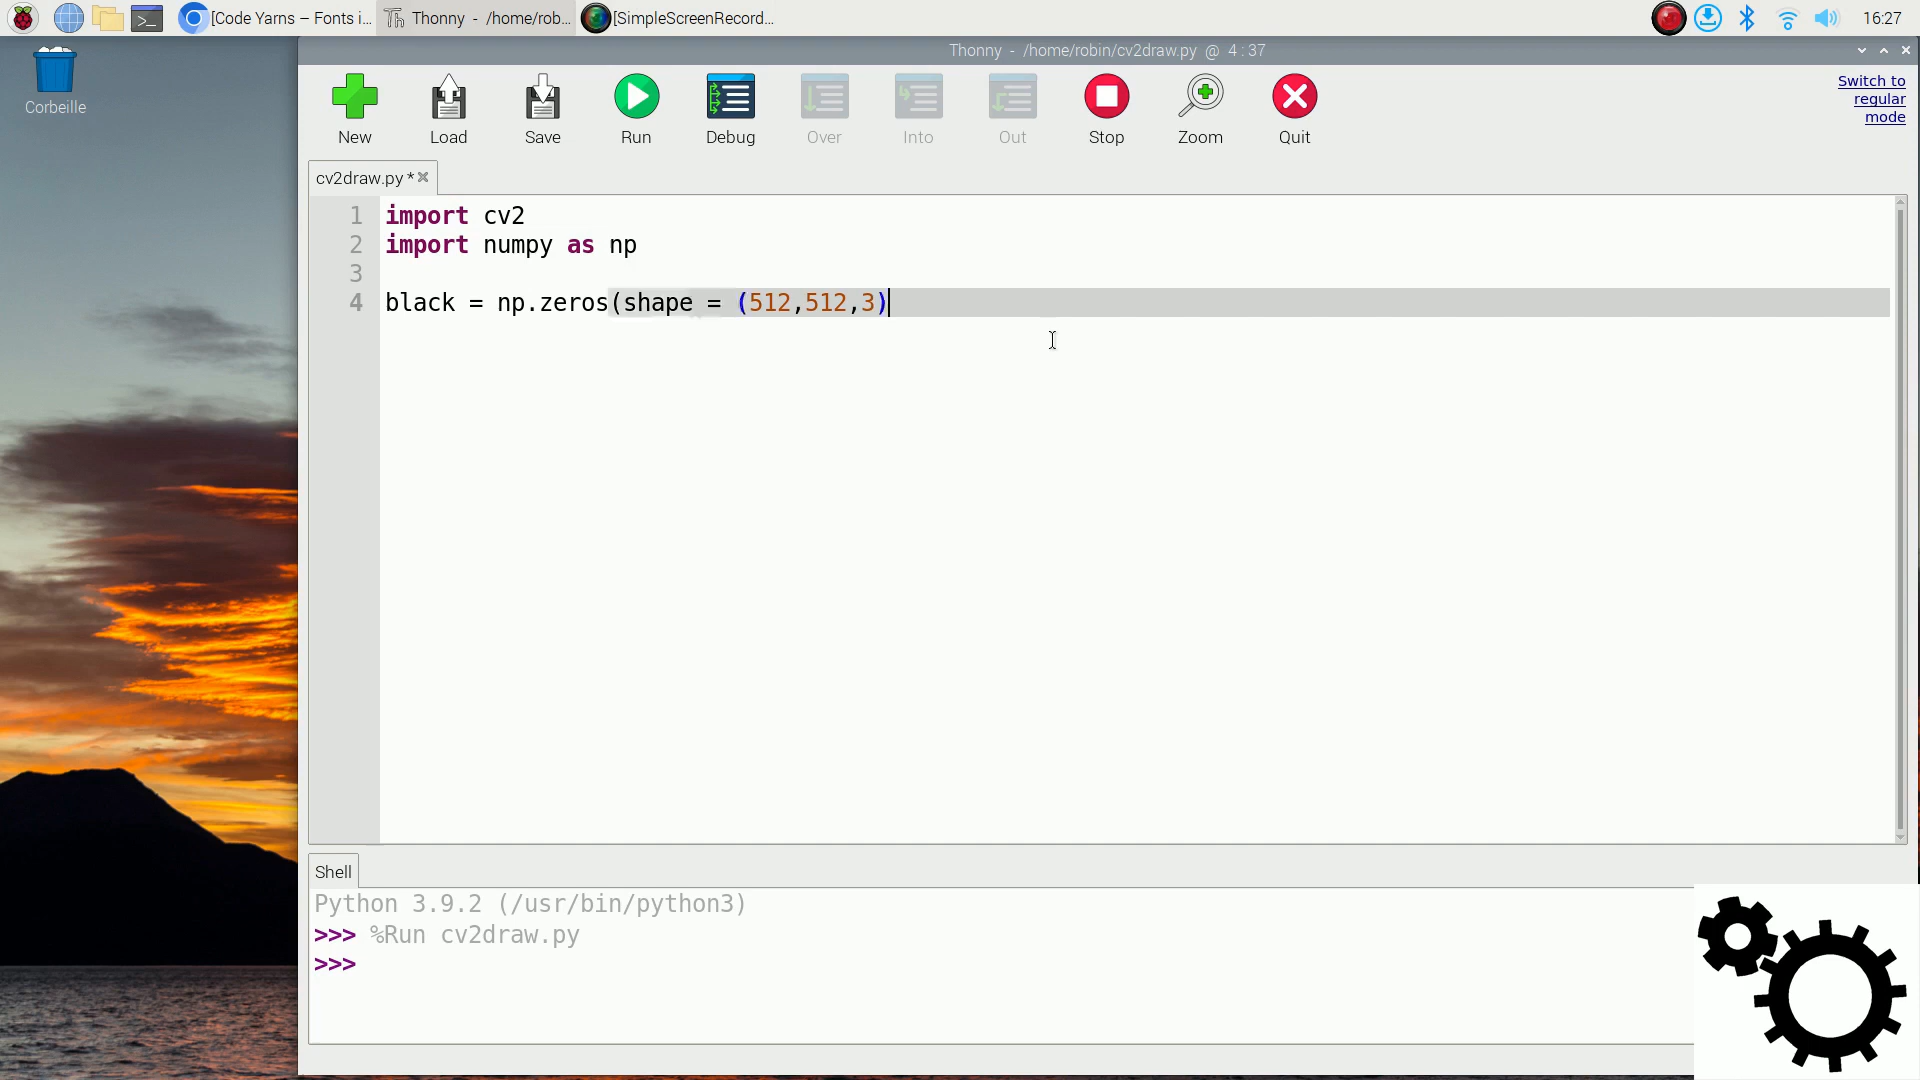 [Code Yarns – Fonts i...
Thonny - /home/rob...
[SimpleScreenRecord...
16:27
Corbeille
Thonny - /home/robin/cv2draw.py @ 4:37
New
Load
Save
Run
Debug
Over
Into
Out
Stop
Zoom
Quit
Switch to
regular
mode
cv2draw.py *
1 import cv2
2 import numpy as np
3
4 black = np.zeros(shape = (512,512,3)
Shell
Python 3.9.2 (/usr/bin/python3)
>>> %Run cv2draw.py
>>>